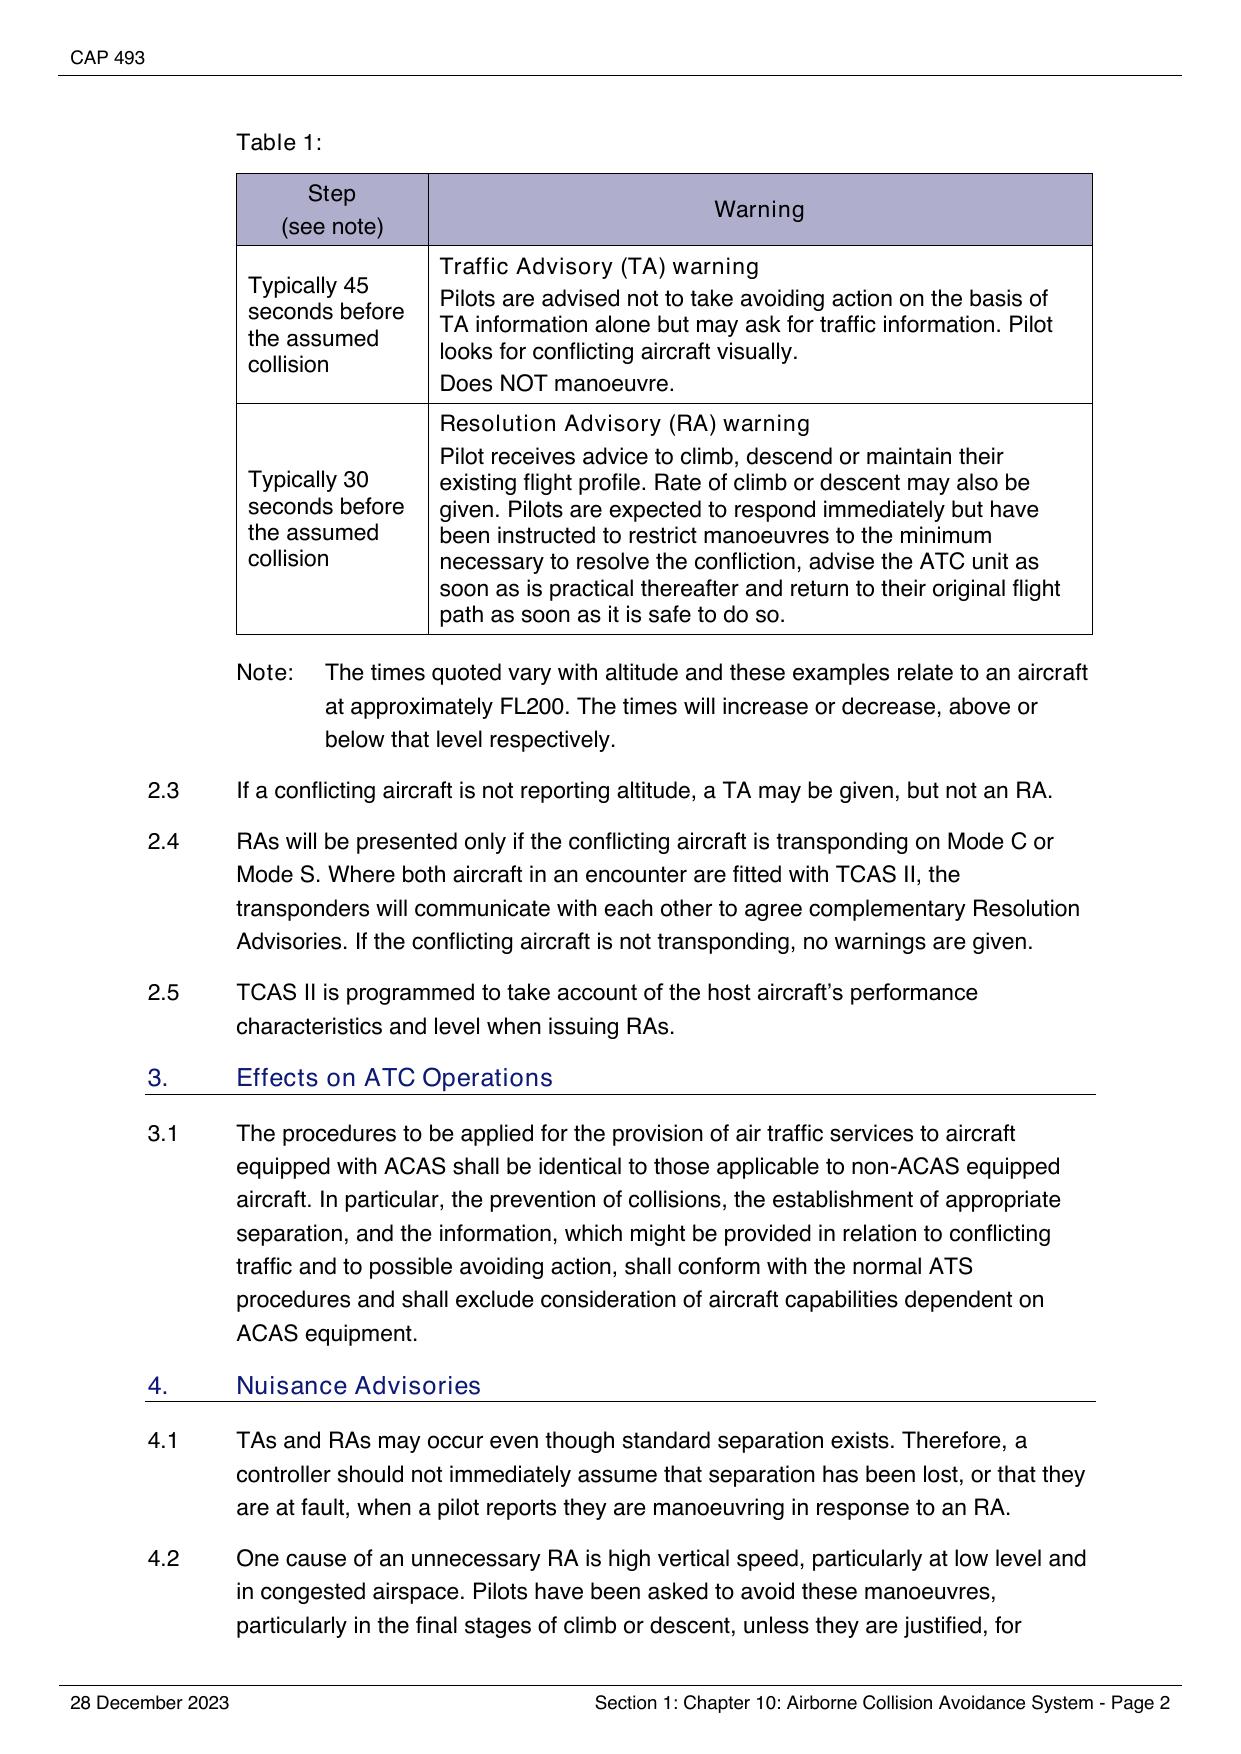 CAP 493
Table 1:
Step
(see note)
Warning
Typically 45
seconds before
the assumed
collision
Traffic Advisory (TA) warning
Pilots are advised not to take avoiding action on the basis of
TA information alone but may ask for traffic information. Pilot
looks for conflicting aircraft visually.
Does NOT manoeuvre.
Typically 30
seconds before
the assumed
collision
Resolution Advisory (RA) warning
Pilot receives advice to climb, descend or maintain their
existing flight profile. Rate of climb or descent may also be
given. Pilots are expected to respond immediately but have
been instructed to restrict manoeuvres to the minimum
necessary to resolve the confliction, advise the ATC unit as
soon as is practical thereafter and return to their original flight
path as soon as it is safe to do so.
Note: The times quoted vary with altitude and these examples relate to an aircraft
at approximately FL200. The times will increase or decrease, above or
below that level respectively.
2.3 If a conflicting aircraft is not reporting altitude, a TA may be given, but not an RA.
2.4 RAs will be presented only if the conflicting aircraft is transponding on Mode C or
Mode S. Where both aircraft in an encounter are fitted with TCAS II, the
transponders will communicate with each other to agree complementary Resolution
Advisories. If the conflicting aircraft is not transponding, no warnings are given.
2.5 TCAS II is programmed to take account of the host aircraft’s performance
characteristics and level when issuing RAs.
3. Effects on ATC Operations
3.1 The procedures to be applied for the provision of air traffic services to aircraft
equipped with ACAS shall be identical to those applicable to non-ACAS equipped
aircraft. In particular, the prevention of collisions, the establishment of appropriate
separation, and the information, which might be provided in relation to conflicting
traffic and to possible avoiding action, shall conform with the normal ATS
procedures and shall exclude consideration of aircraft capabilities dependent on
ACAS equipment.
4. Nuisance Advisories
4.1 TAs and RAs may occur even though standard separation exists. Therefore, a
controller should not immediately assume that separation has been lost, or that they
are at fault, when a pilot reports they are manoeuvring in response to an RA.
4.2 One cause of an unnecessary RA is high vertical speed, particularly at low level and
in congested airspace. Pilots have been asked to avoid these manoeuvres,
particularly in the final stages of climb or descent, unless they are justified, for
28 December 2023 Section 1: Chapter 10: Airborne Collision Avoidance System - Page 2